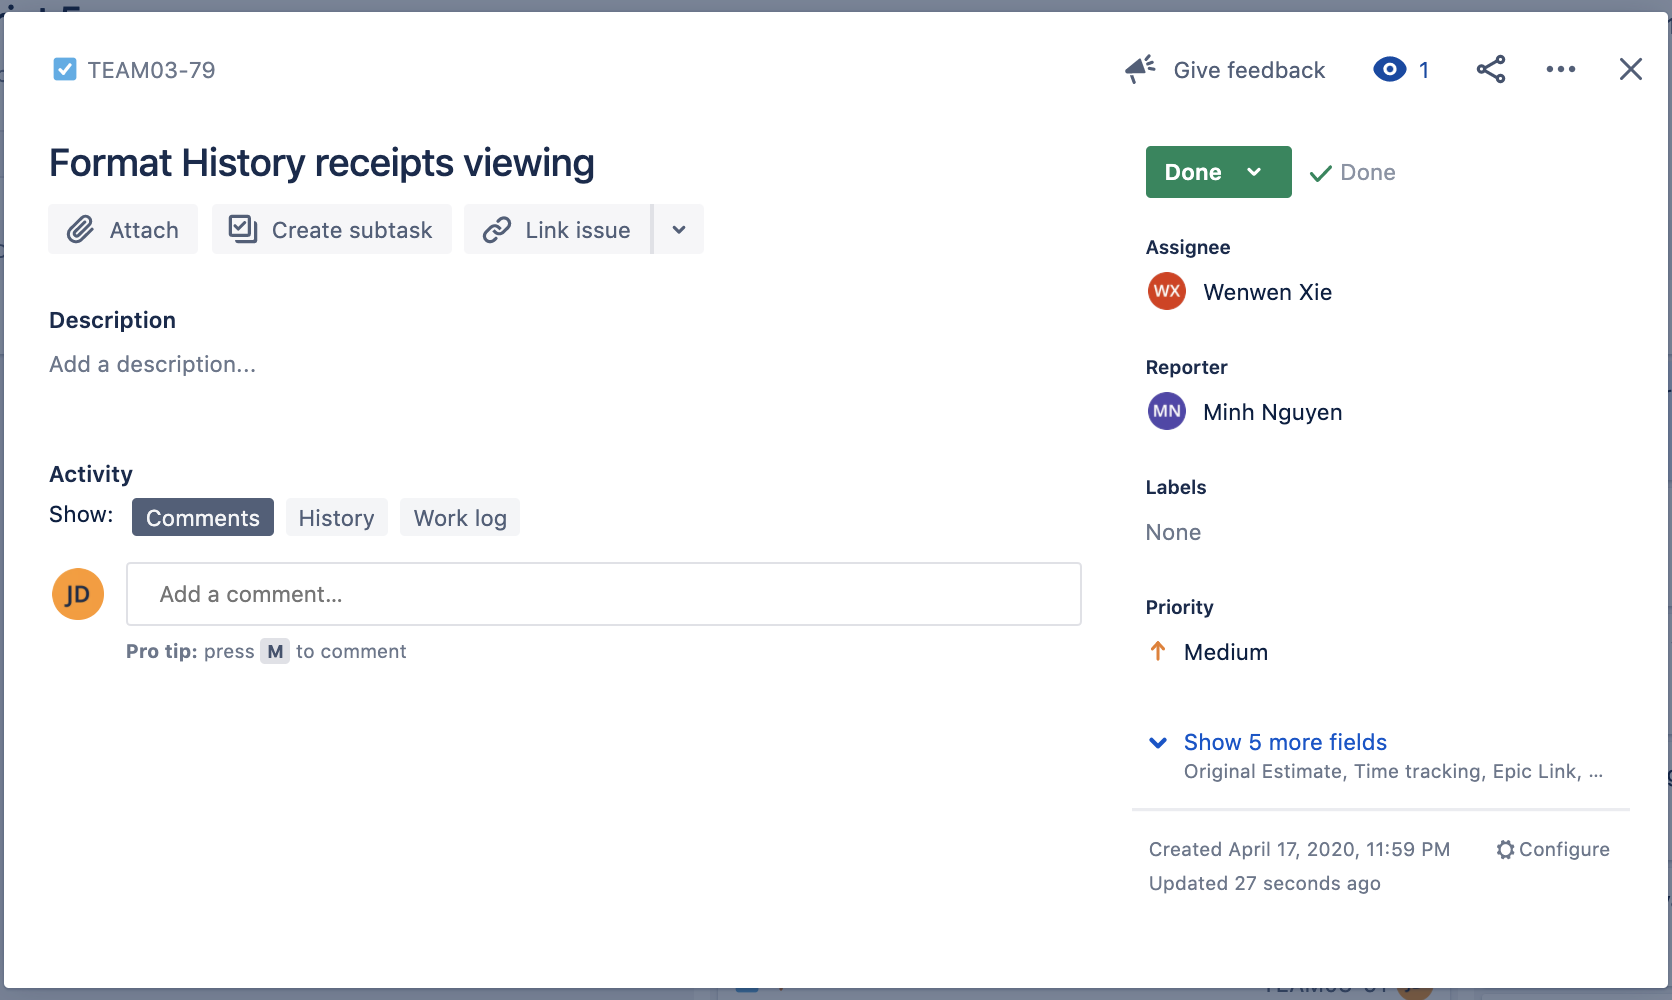 TEAM03-79
Give feedback
1
Format History receipts viewing
Done
Done
Attach
Create subtask
Link issue
Assignee
WX
Wenwen Xie
Description
Add a description...
Reporter
MN
Minh Nguyen
Activity
Show:
Comments
History
Work log
Labels
None
JD
Add a comment...
Pro tip: press M to comment
Priority
Medium
Show 5 more fields
Original Estimate, Time tracking, Epic Link, ...
Created April 17, 2020, 11:59 PM
Configure
Updated 27 seconds ago